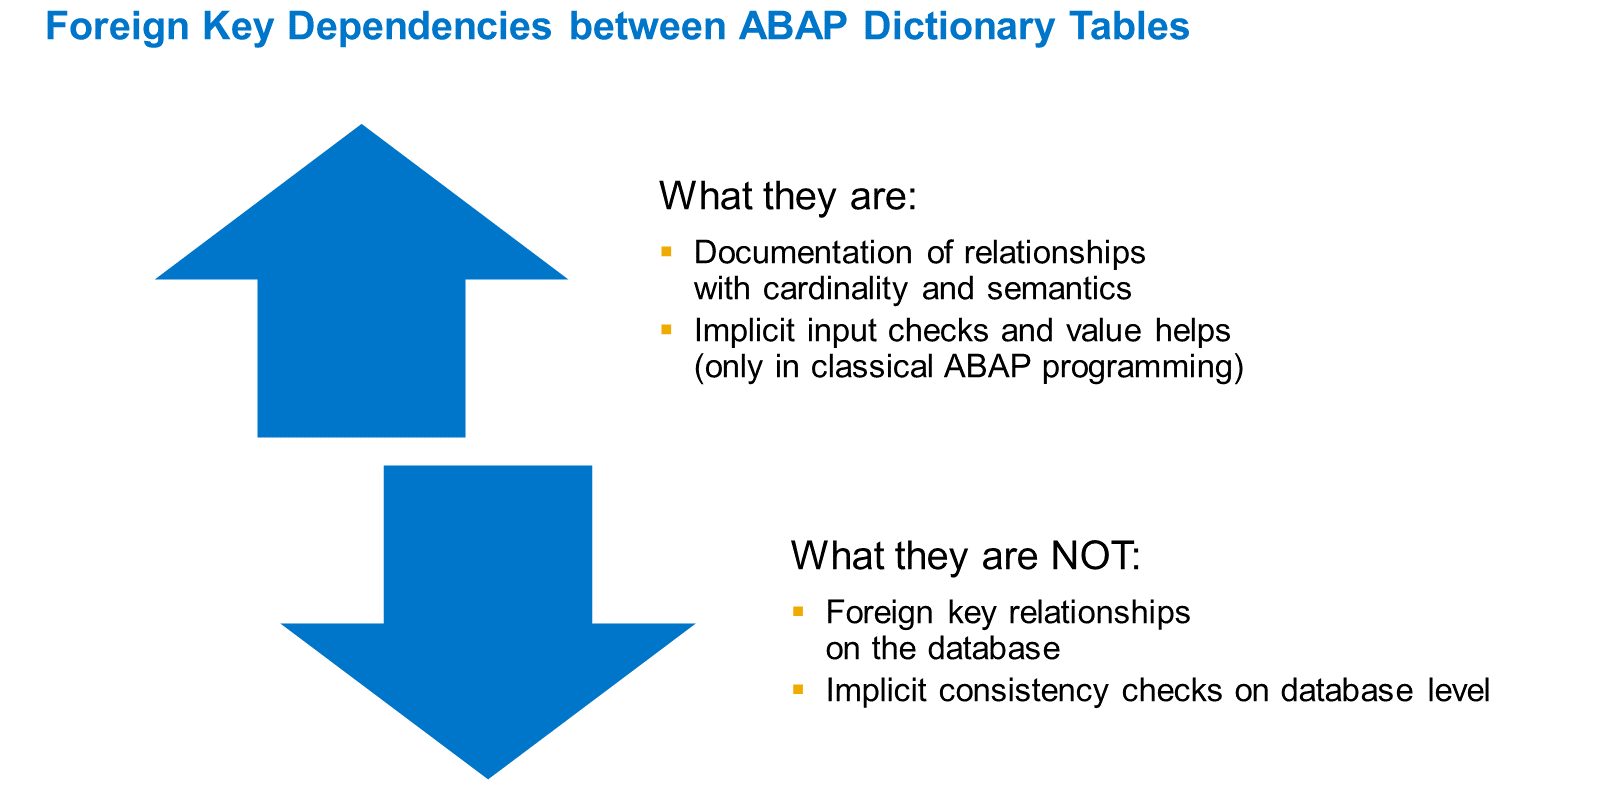 Foreign Key Dependencies between ABAP Dictionary Tables
What they are:
▪ Documentation of relationships
with cardinality and semantics
▪ Implicit input checks and value helps
(only in classical ABAP programming)
What they are NOT:
▪ Foreign key relationships
on the database
▪ Implicit consistency checks on database level